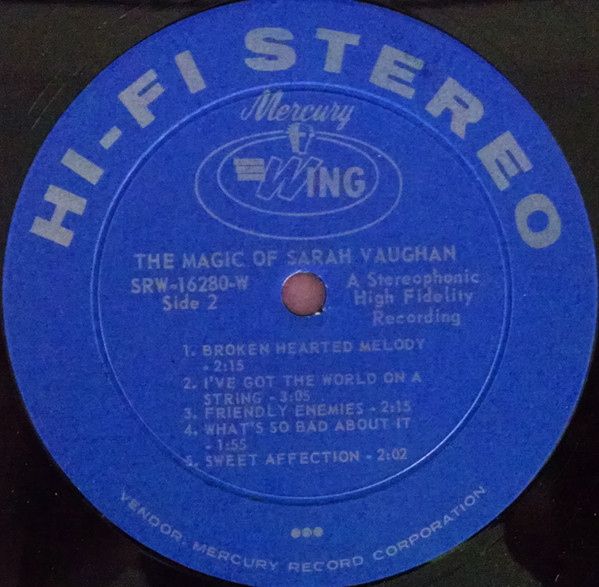 HI-FI STEREO
Mercury
WING
THE MAGIC OF SARAH VAUGHAN
SRW-16280-W
Side 2
A Stereophonic
High Fidelity
Recording
1. BROKEN HEARTED MELODY
- 2:15
2. I'VE GOT THE WORLD ON A
STRING - 3:05
3. FRIENDLY ENEMIES - 2:15
4. WHAT'S SO BAD ABOUT IT
- 1:55
5. SWEET AFFECTION - 2:02
VENDOR, MERCURY RECORD CORPORATION